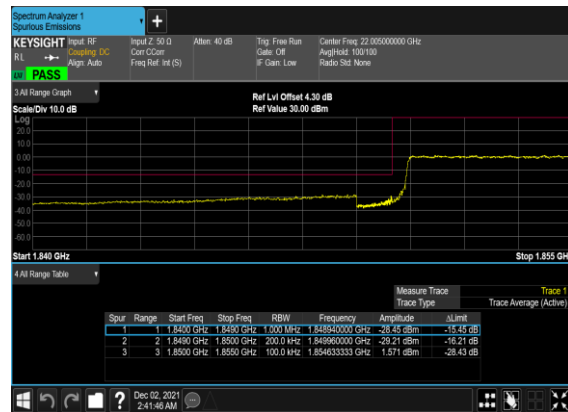 Spectrum Analyzer 1
Spurious Emissions
KEYSIGHT Input: RF Input Z: 50 Ω Atten: 40 dB Trig: Free Run Center Freq: 22.005000000 GHz
RL Coupling: DC Corr CCorr Gate: Off Avg|Hold: 100/100
Align: Auto Freq Ref: Int (S) IF Gain: Low Radio Std: None
PASS
3 All Range Graph
Ref Lvl Offset 4.30 dB
Scale/Div 10.0 dB Ref Value 30.00 dBm
Log
20.0
10.0
0.00
-10.0
-20.0
-30.0
-40.0
-50.0
-60.0
Start 1.840 GHz Stop 1.855 GH
4 All Range Table
Measure Trace Trace 1
Trace Type Trace Average (Active)
Spur Range Start Freq Stop Freq RBW Frequency Amplitude ΔLimit
1 1 1.8400 GHz 1.8490 GHz 1.000 MHz 1.848940000 GHz -28.45 dBm -15.45 dB
2 2 1.8490 GHz 1.8500 GHz 200.0 kHz 1.849960000 GHz -29.21 dBm -16.21 dB
3 3 1.8500 GHz 1.8550 GHz 100.0 kHz 1.854633333 GHz 1.571 dBm -28.43 dB
? Dec 02, 2021
2:41:46 AM